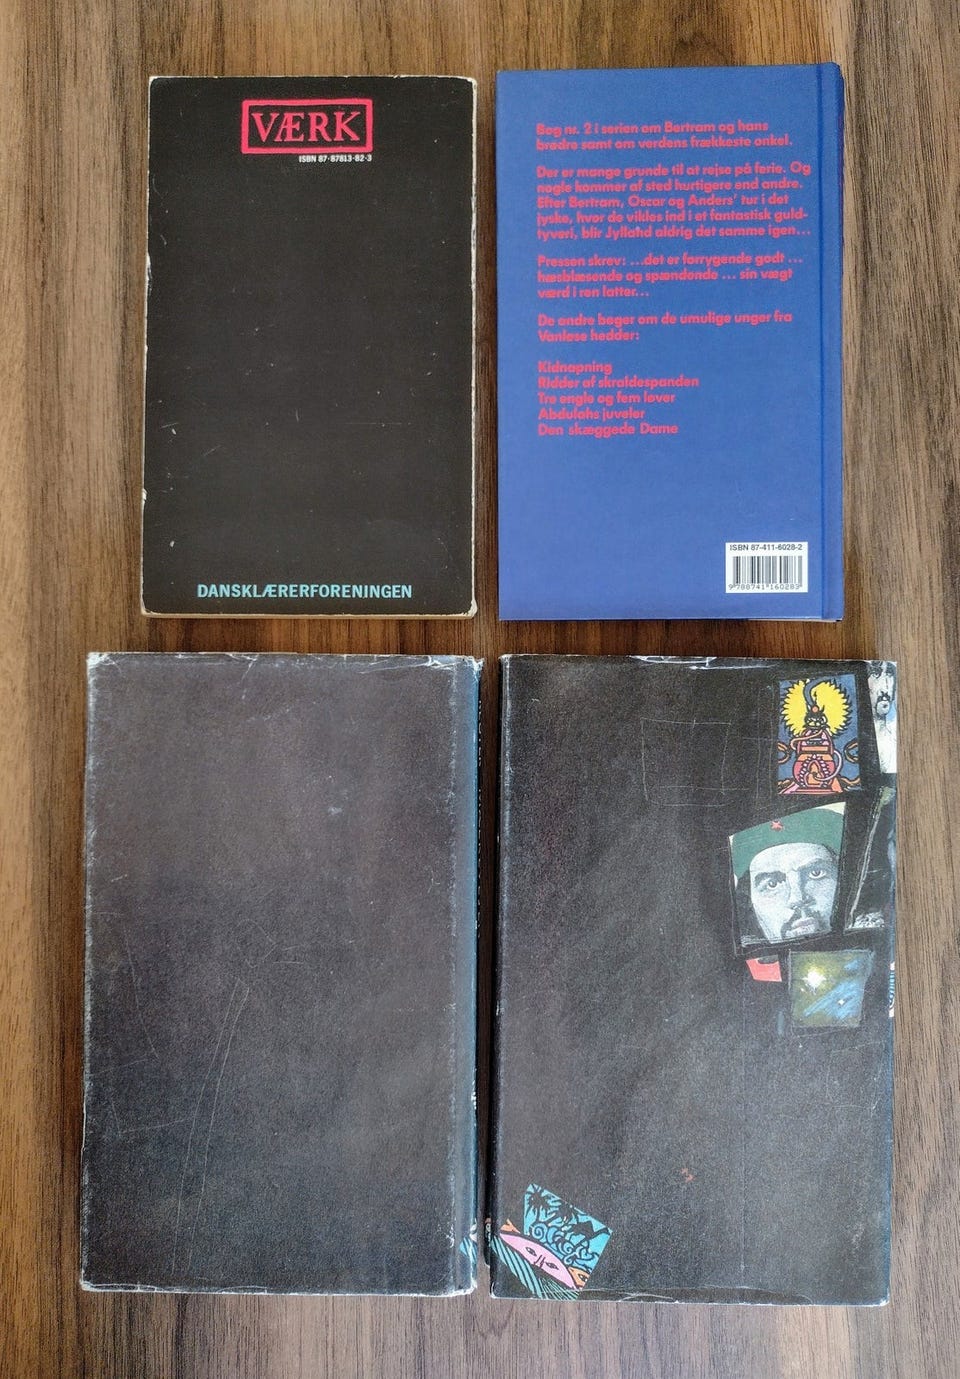 VÆRK
ISBN 87-87813-82-3
DANSKLÆRERFORENINGEN
Bog nr. 2 i serien om Bertram og hans
brødre samt om verdens frækkeste onkel.
Der er mange grunde til at rejse på ferie. Og
nogle kommer af sted hurtigere end andre.
Efter Bertram, Oscar og Anders' tur i det
jyske, hvor de vikles ind i et fantastisk guld-
tyveri, blir Jylland aldrig det samme igen...
Pressen skrev: ...det er forrygende godt ...
hæsblæsende og spændende ... sin vægt
værd i ren latter...
De andre bøger om de umulige unger fra
Vanløse hedder:
Kidnapning
Ridder af skraldespanden
Tre engle og fem løver
Abdulahs juveler
Den skæggede Dame
ISBN 87-411-6028-2
9788741160283